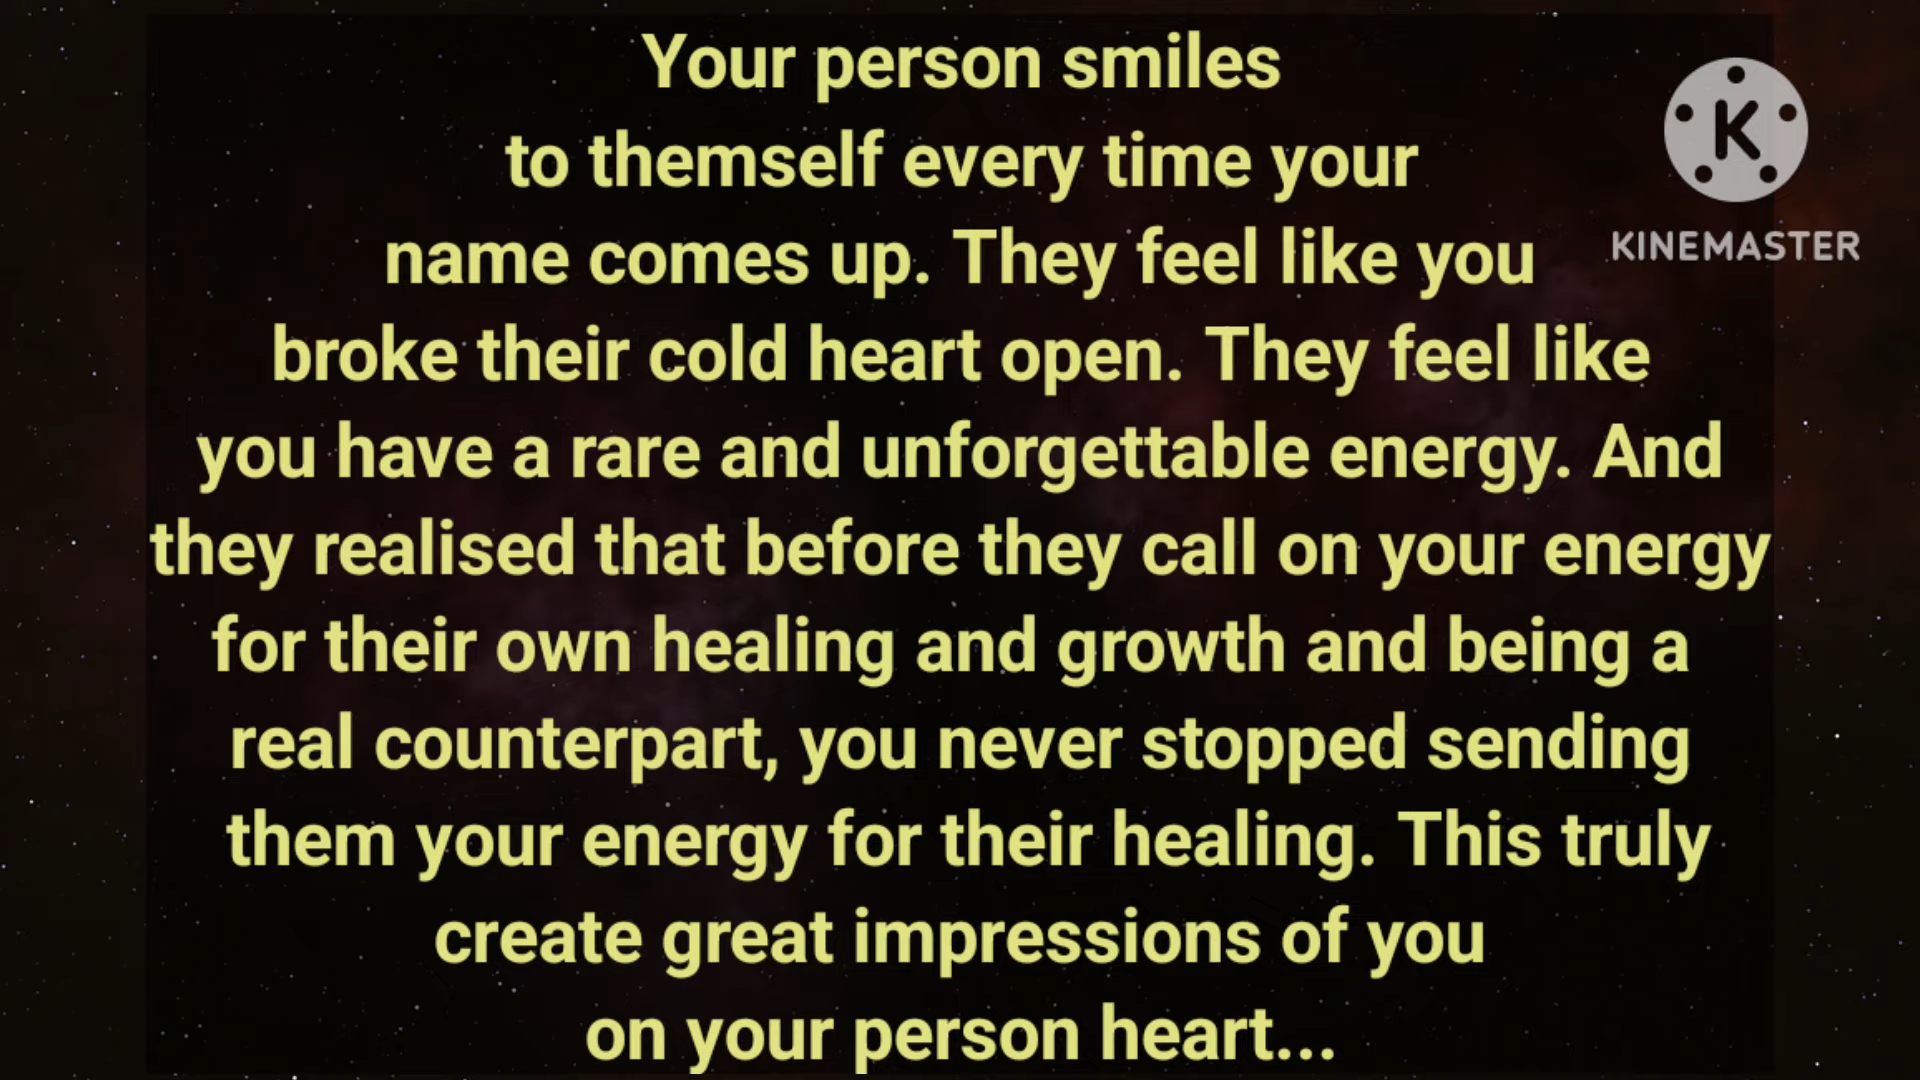 Your person smiles
to themself every time your
name comes up. They feel like you
broke their cold heart open. They feel like
you have a rare and unforgettable energy. And
they realised that before they call on your energy
for their own healing and growth and being a
real counterpart, you never stopped sending
them your energy for their healing. This truly
create great impressions of you
on your person heart...
K
KINEMASTER